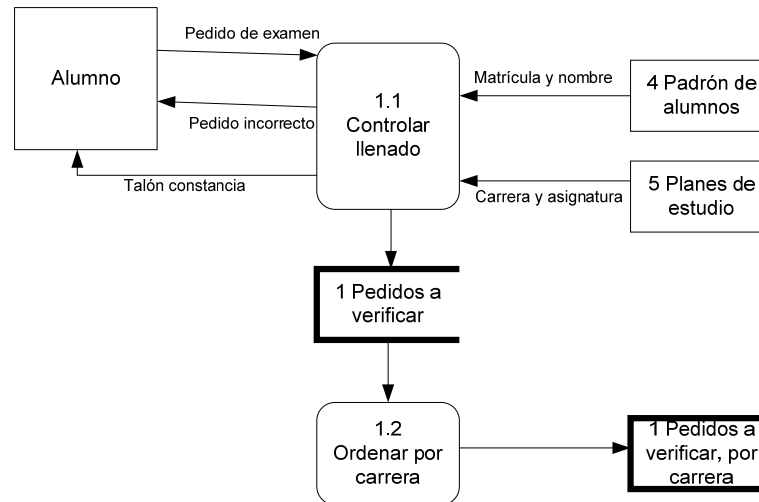 Pedido de examen
Alumno
Pedido incorrecto
Talón constancia
1.1
Controlar
llenado
Matrícula y nombre
4 Padrón de
alumnos
Carrera y asignatura
5 Planes de
estudio
1 Pedidos a
verificar
1.2
Ordenar por
carrera
1 Pedidos a
verificar, por
carrera